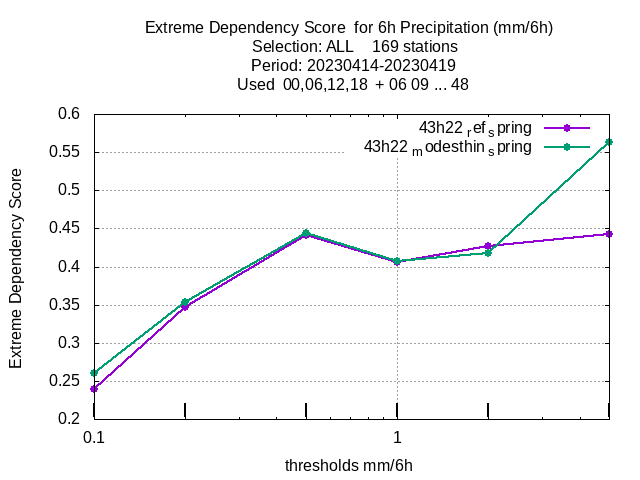 Extreme Dependency Score for 6h Precipitation (mm/6h)
Selection: ALL 169 stations
Period: 20230414-20230419
Used 00,06,12,18 + 06 09 ... 48
43h22 ref spring
43h22 modesthin spring
Extreme Dependency Score
0.6
0.55
0.5
0.45
0.4
0.35
0.3
0.25
0.2
0.1
1
thresholds mm/6h